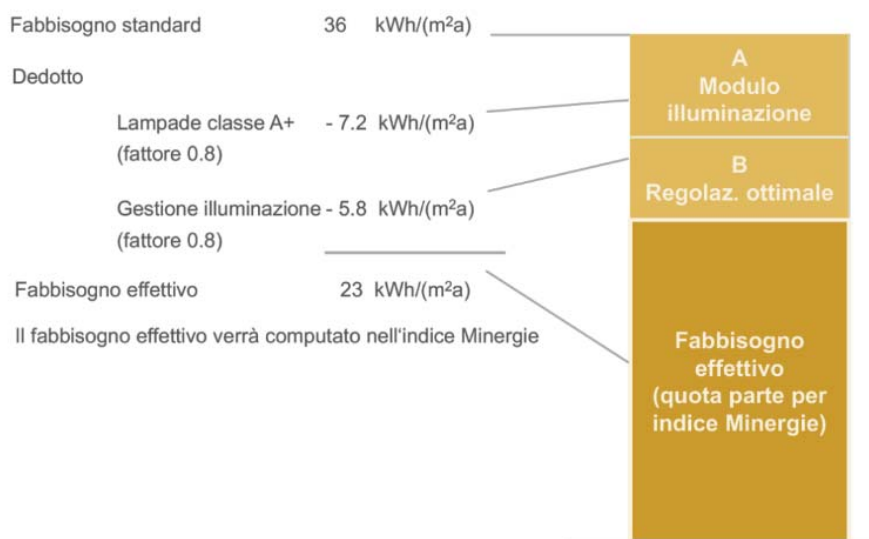 Fabbisogno standard 36 kWh/(m²a)
Dedotto
Lampade classe A+ - 7.2 kWh/(m²a)
(fattore 0.8)
Gestione illuminazione - 5.8 kWh/(m²a)
(fattore 0.8)
Fabbisogno effettivo 23 kWh/(m²a)
Il fabbisogno effettivo verrà computato nell'indice Minergie
A
Modulo
illuminazione
B
Regolaz. ottimale
Fabbisogno
effettivo
(quota parte per
indice Minergie)